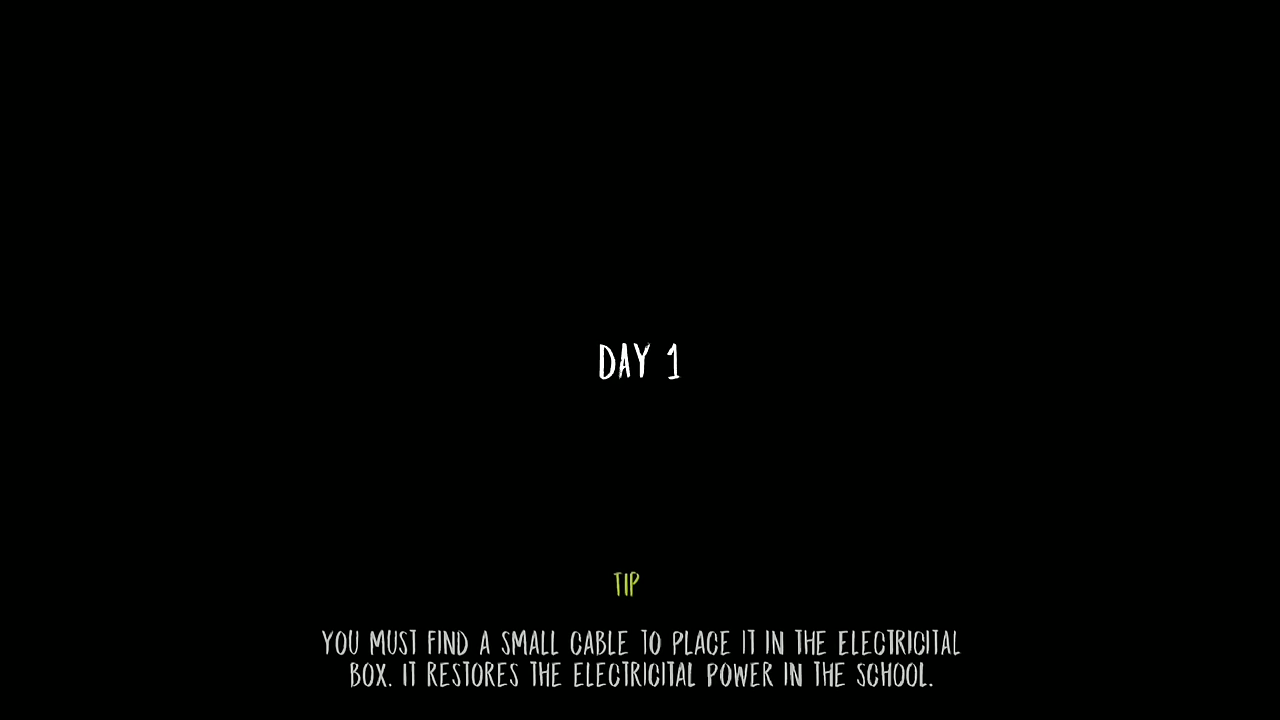 DAY 1
TIP
YOU MUST FIND A SMALL CABLE TO PLACE IT IN THE ELECTRICITAL
BOX. IT RESTORES THE ELECTRICITAL POWER IN THE SCHOOL.